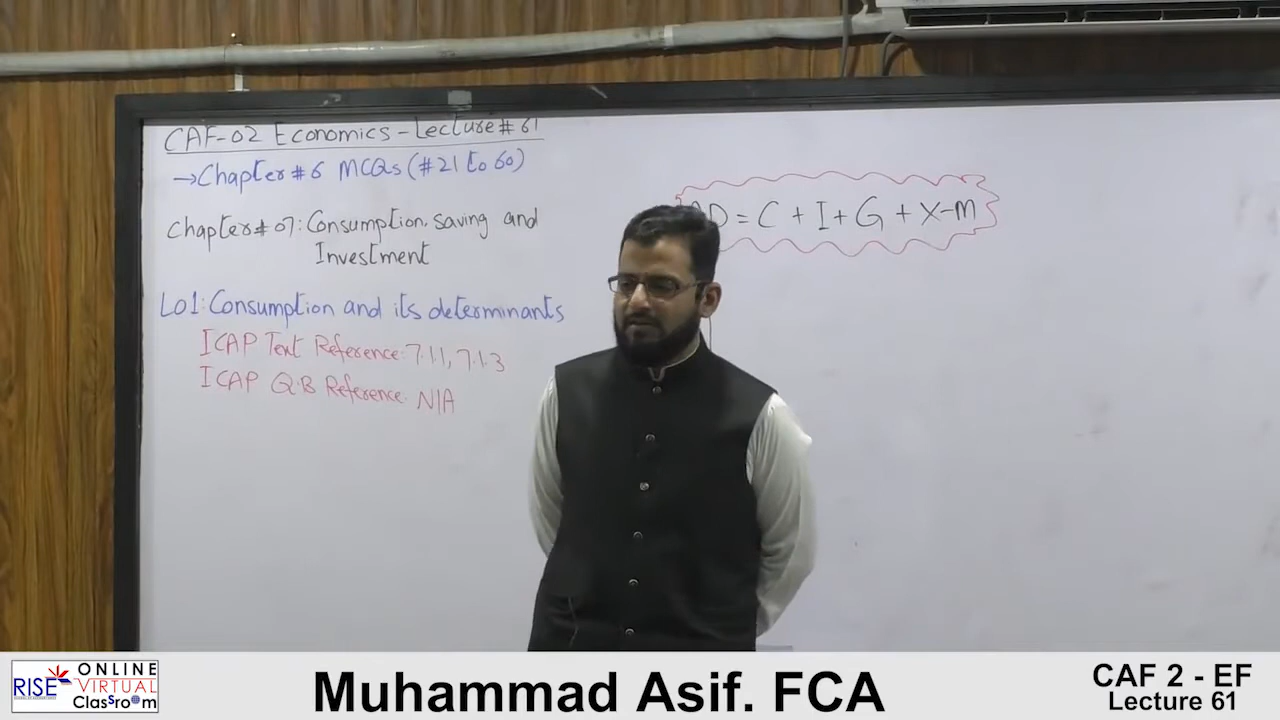 CAF-02 Economics - Lecture # 61
→ Chapter # 6 MCQs (# 21 to 60)
Chapter # 07: Consumption, saving and
Investment
LO1: Consumption and its determinants
ICAP Text Reference: 7.1.1, 7.1.3
ICAP Q.B Reference: N/A
AD = C + I + G + X-M
RISE
ONLINE
VIRTUAL
ClasSroom
Muhammad Asif. FCA
CAF 2 - EF
Lecture 61